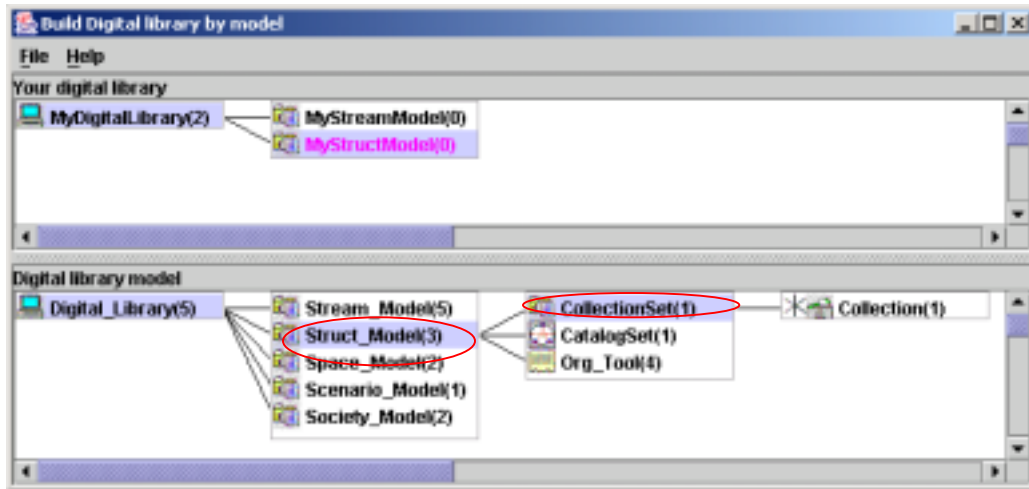 Build Digital library by model
File Help
Your digital library
MyDigitalLibrary(2) MyStreamModel(0)
MyStructModel(0)
Digital library model
Digital_Library(5) Stream_Model(5) CollectionSet(1) Collection(1)
Struct_Model(3) CatalogSet(1)
Space_Model(2) Org_Tool(4)
Scenario_Model(1)
Society_Model(2)